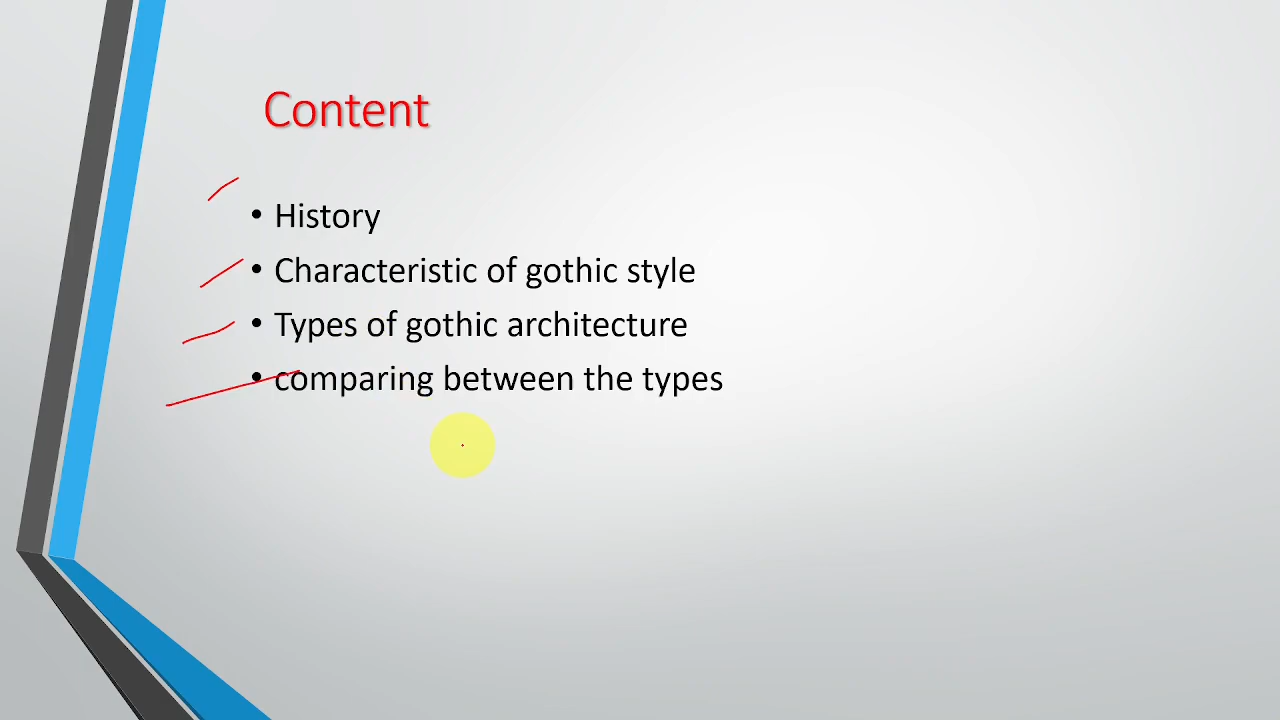 Content
• History
• Characteristic of gothic style
• Types of gothic architecture
• comparing between the types